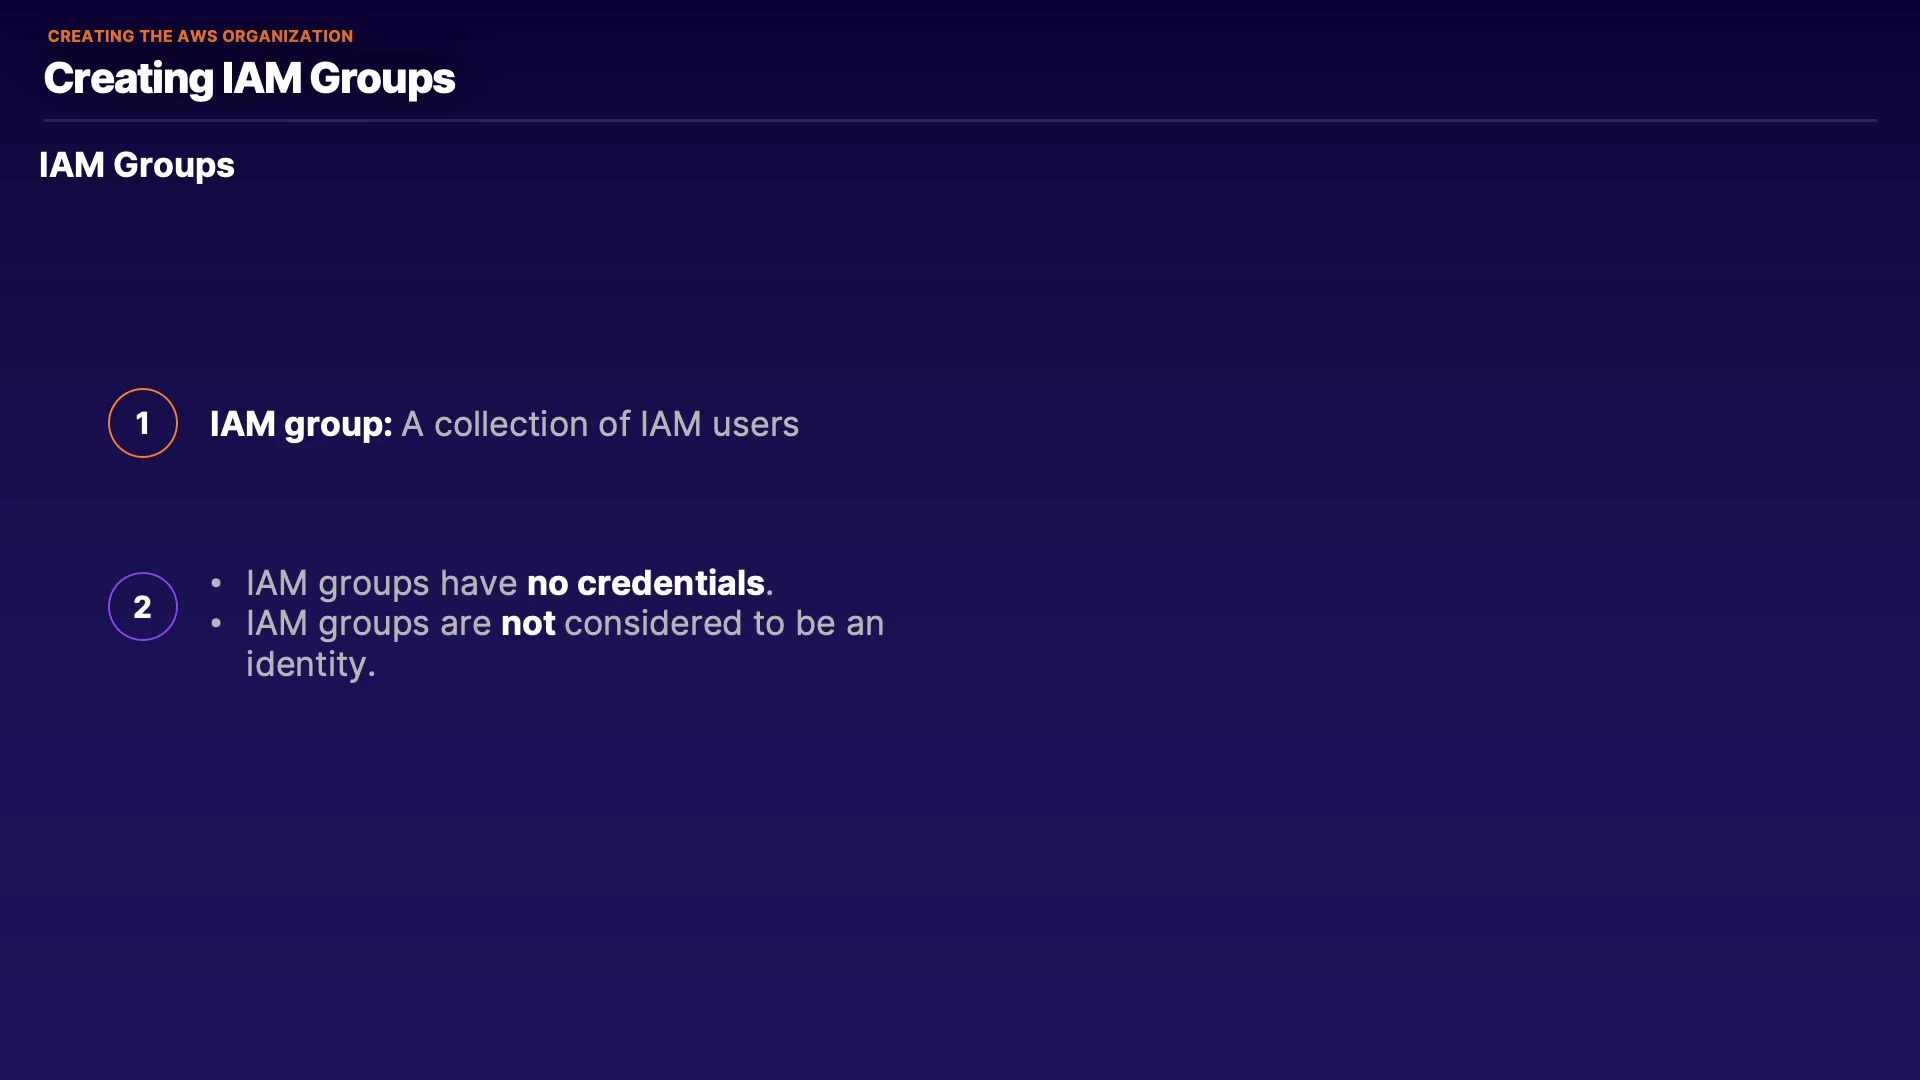 CREATING THE AWS ORGANIZATION
Creating IAM Groups
IAM Groups
1
IAM group: A collection of IAM users
2
• IAM groups have no credentials.
• IAM groups are not considered to be an
identity.